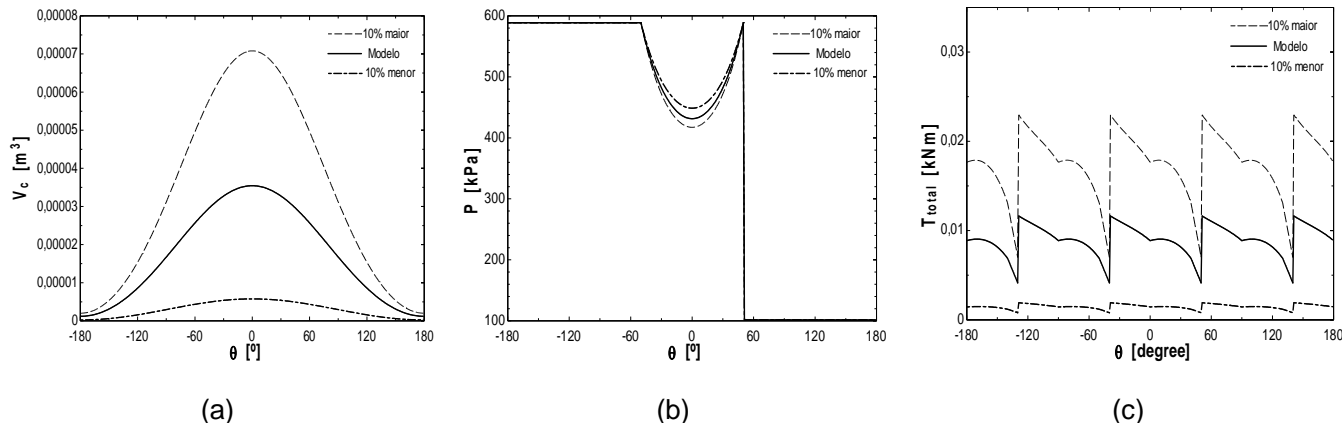 0,00008
0,00007
0,00006
0,00005
0,00004
0,00003
0,00002
0,00001
0
V c [m³]
-180 -120 -60 0 60 120 180
θ [º]
10% maior
Modelo
10% menor
(a)
600
500
400
300
200
100
P [kPa]
-180 -120 -60 0 60 120 180
θ [º]
10% maior
Modelo
10% menor
(b)
0,03
0,02
0,01
0
T total [kNm]
-180 -120 -60 0 60 120 180
θ [degree]
10% maior
Modelo
10% menor
(c)